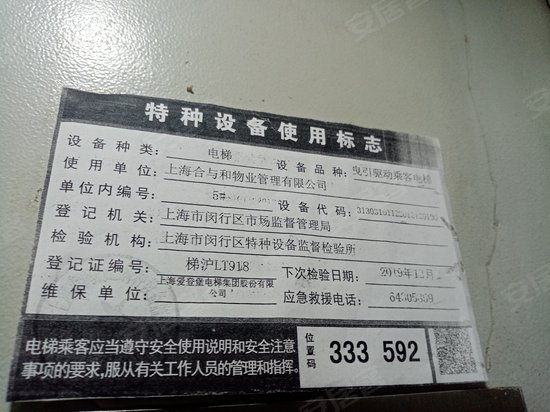 特种设备使用标志
设备种类: 电梯 设备品种: 曳引驱动乘客电梯
使用单位: 上海合与和物业管理有限公司
单位内编号: 设备代码:
登记机关: 上海市闵行区市场监督管理局
检验机构: 上海市闵行区特种设备监督检验所
登记证编号: 梯沪LT918 下次检验日期: 2019年12月
维保单位: 上海爱登堡电梯集团股份有限公司 应急救援电话:
电梯乘客应当遵守安全使用说明和安全注意
事项的要求,服从有关工作人员的管理和指挥。
位置码 333 592